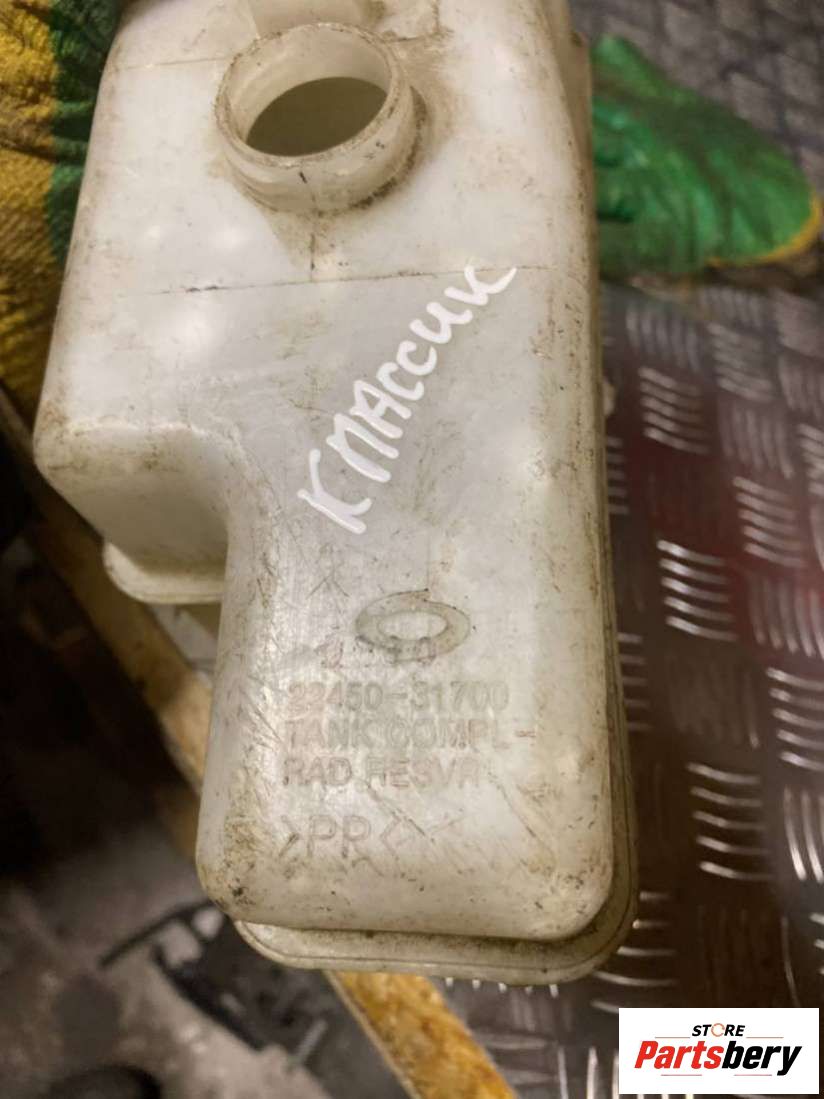 КЛАССИК
22450-31700
TANK COMPL-
RAD RESVR
>PP<
STORE
Partsbery